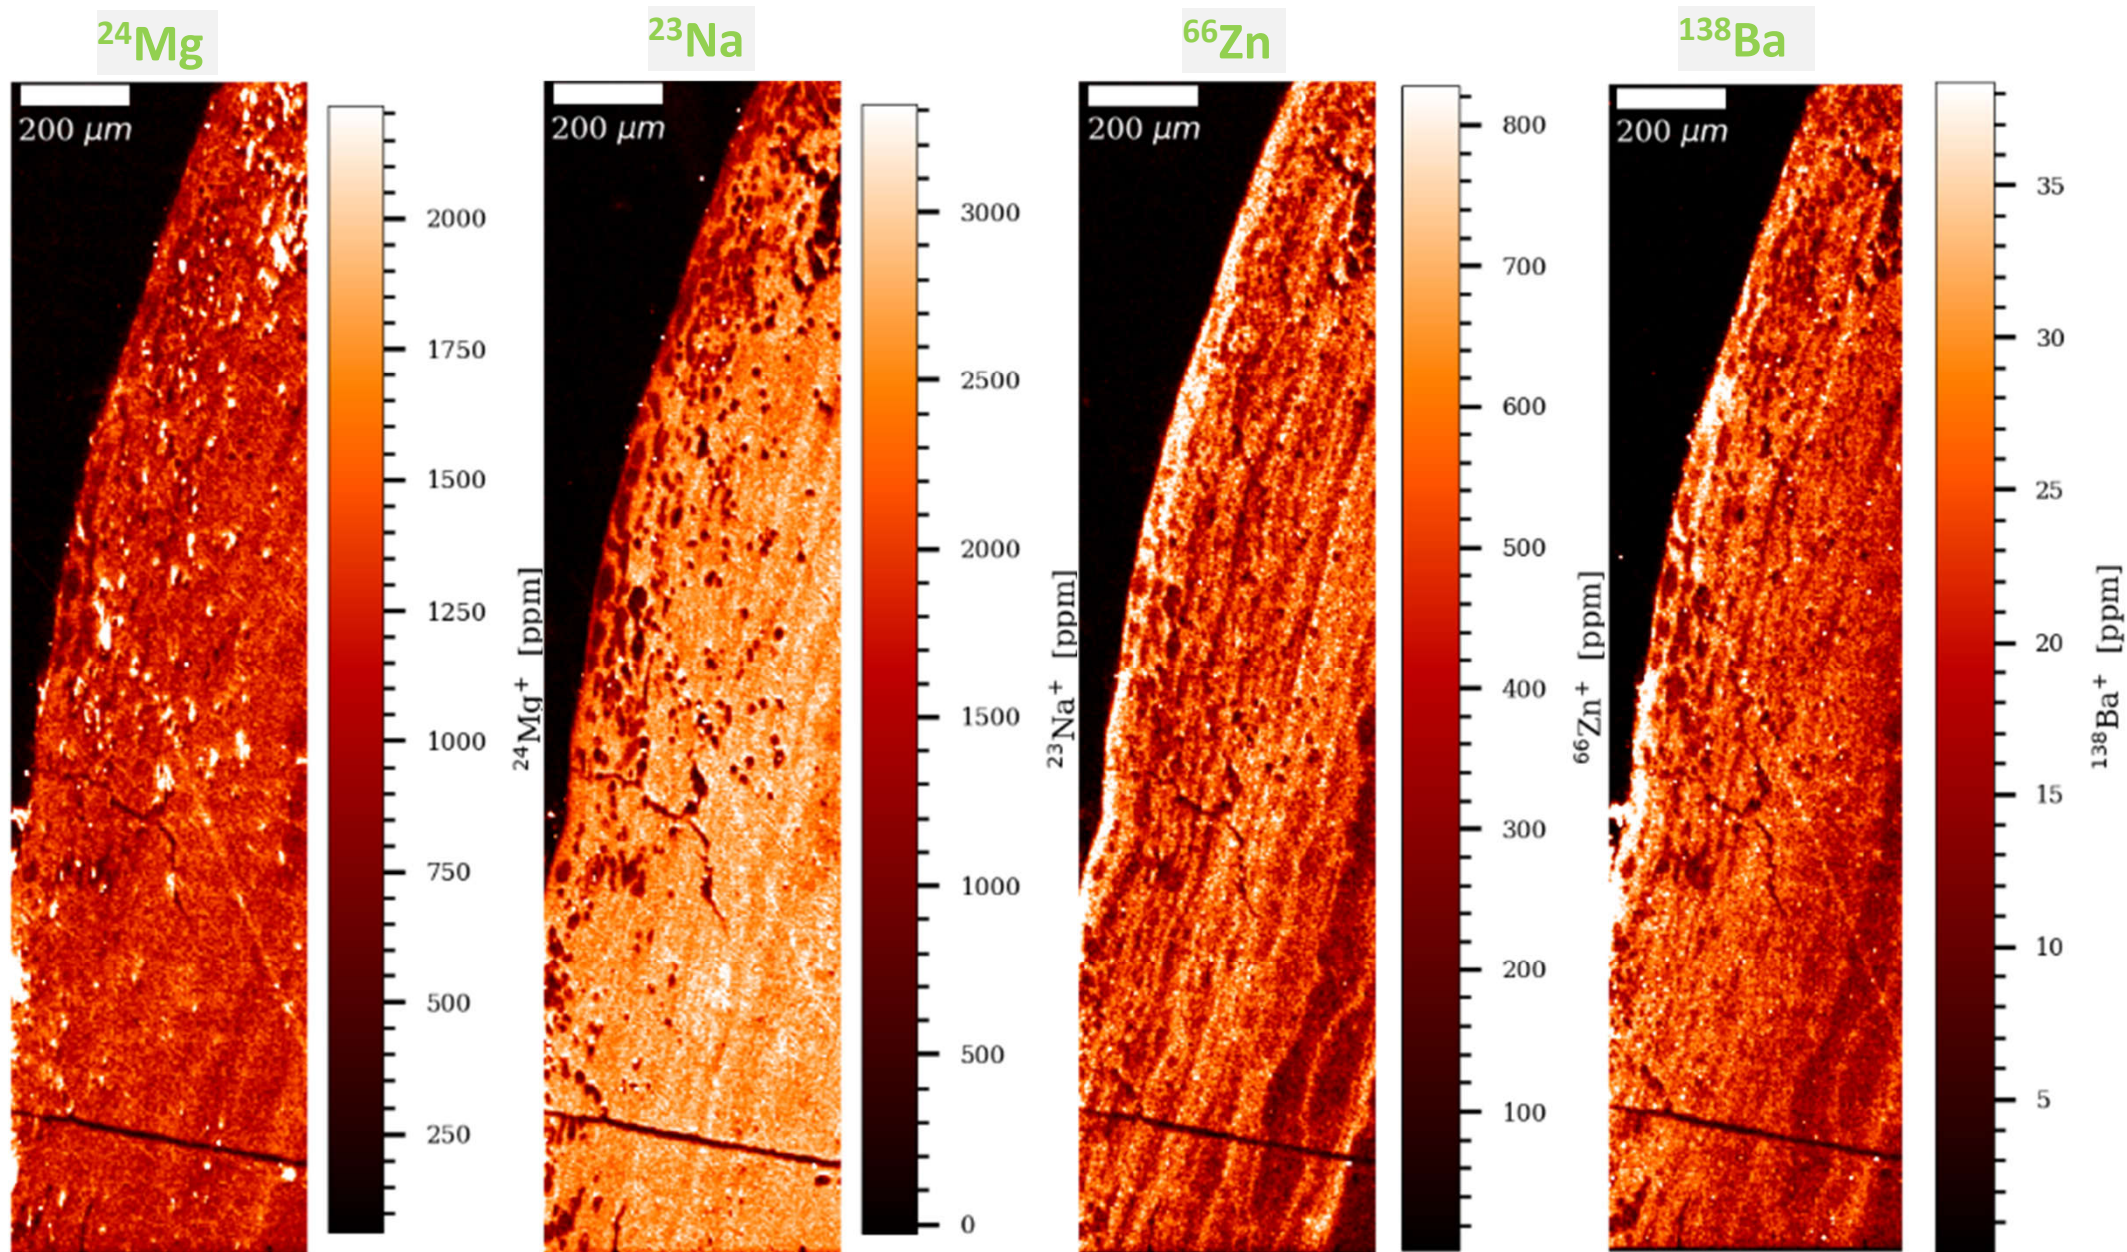 ²⁴Mg
²³Na
⁶⁶Zn
¹³⁸Ba
200 μm
200 μm
200 μm
200 μm
2000
1750
1500
1250
1000
750
500
250
²⁴Mg⁺ [ppm]
3000
2500
2000
1500
1000
500
0
²³Na⁺ [ppm]
800
700
600
500
400
300
200
100
⁶⁶Zn⁺ [ppm]
35
30
25
20
15
10
5
¹³⁸Ba⁺ [ppm]